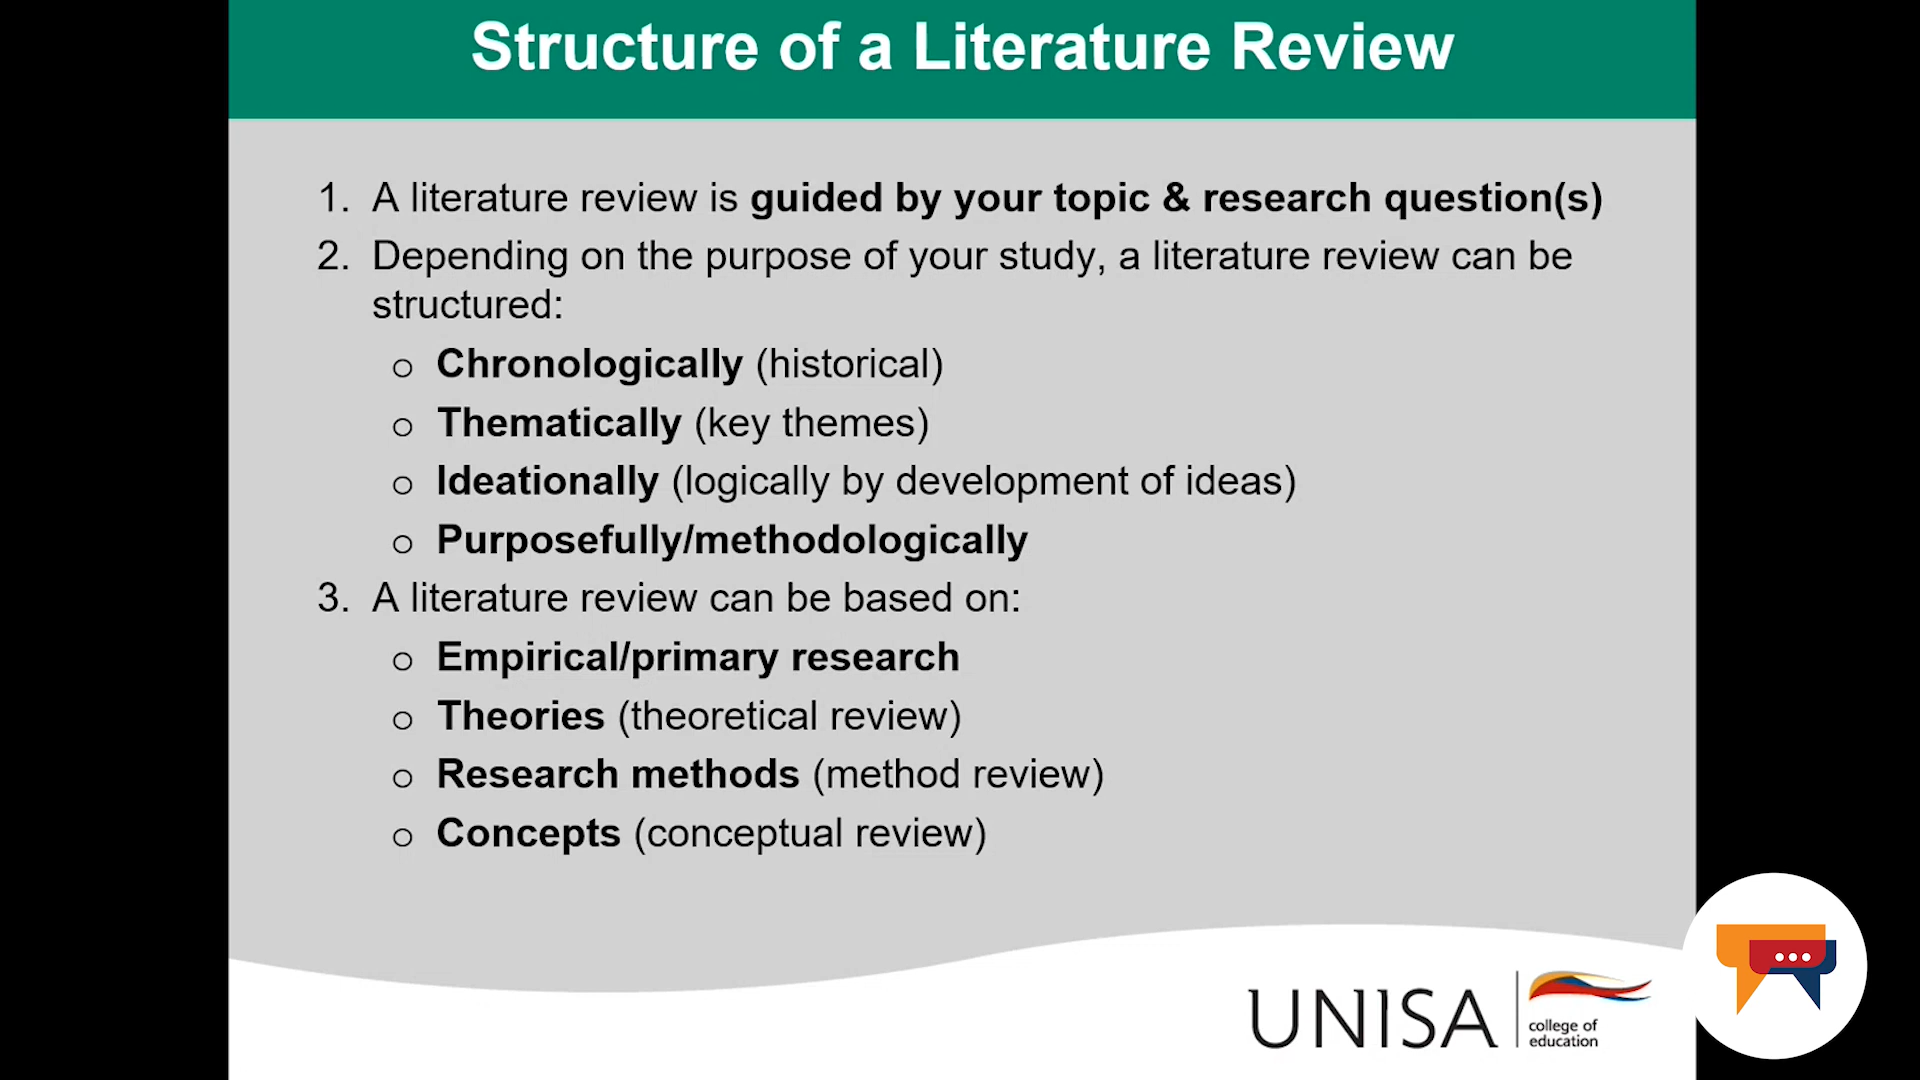 Structure of a Literature Review
1. A literature review is guided by your topic & research question(s)
2. Depending on the purpose of your study, a literature review can be
structured:
o Chronologically (historical)
o Thematically (key themes)
o Ideationally (logically by development of ideas)
o Purposefully/methodologically
3. A literature review can be based on:
o Empirical/primary research
o Theories (theoretical review)
o Research methods (method review)
o Concepts (conceptual review)
UNISA
college of
education